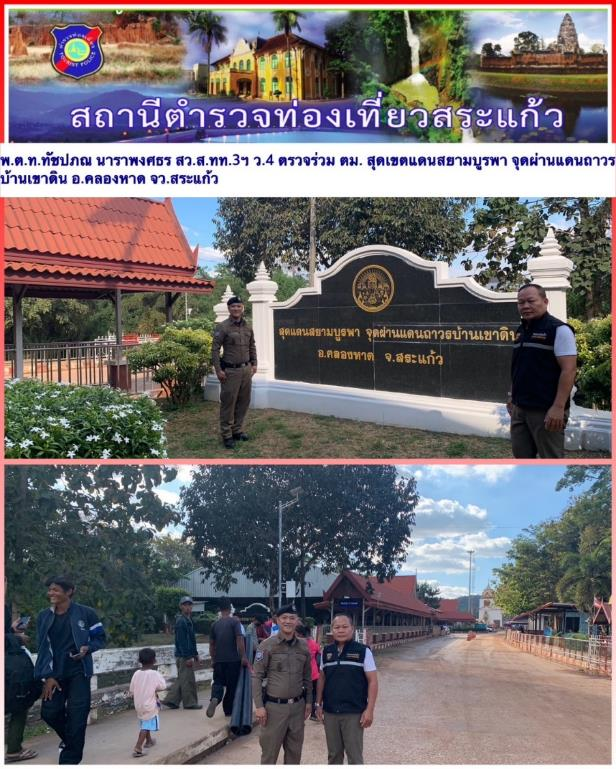 สถานีตำรวจท่องเที่ยวสระแก้ว
พ.ต.ท.ทัชปภณ นาราพงศธร สว.ส.ทท.3ฯ ว.4 ตรวจร่วม ตม. สุดเขตแดนสยามบูรพา จุดผ่านแดนถาวร
บ้านเขาดิน อ.คลองหาด จว.สระแก้ว
สุดแดนสยามบูรพา จุดผ่านแดนถาวรบ้านเขาดิน
อ.คลองหาด จ.สระแก้ว